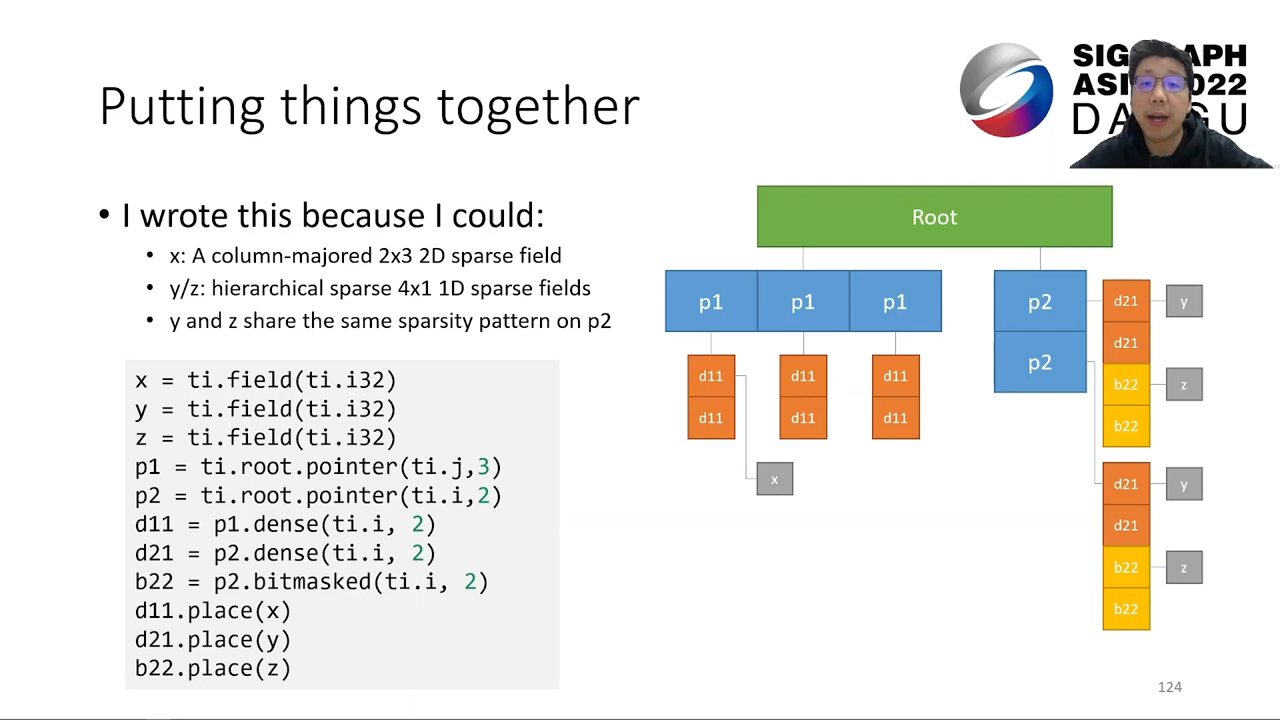 Putting things together
SIGGRAPH
ASIA 2022
DAEGU
• I wrote this because I could:
• x: A column-majored 2x3 2D sparse field
• y/z: hierarchical sparse 4x1 1D sparse fields
• y and z share the same sparsity pattern on p2
x = ti.field(ti.i32)
y = ti.field(ti.i32)
z = ti.field(ti.i32)
p1 = ti.root.pointer(ti.j,3)
p2 = ti.root.pointer(ti.i,2)
d11 = p1.dense(ti.i, 2)
d21 = p2.dense(ti.i, 2)
b22 = p2.bitmasked(ti.i, 2)
d11.place(x)
d21.place(y)
b22.place(z)
Root
p1 p1 p1
d11 d11 d11
d11 d11 d11
x
p2
p2
d21 y
d21
b22 z
b22
d21 y
d21
b22 z
b22
124